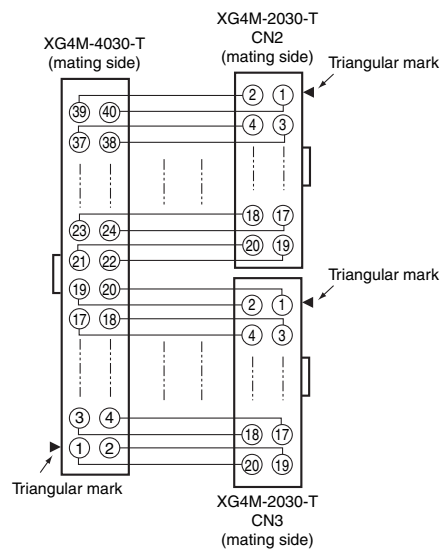 XG4M-2030-T
CN2
(mating side)
XG4M-4030-T
(mating side)
Triangular mark
2 1
39 40
4 3
37 38
18 17
23 24
20 19
21 22
Triangular mark
19 20
2 1
17 18
4 3
3 4
18 17
1 2
20 19
Triangular mark
XG4M-2030-T
CN3
(mating side)